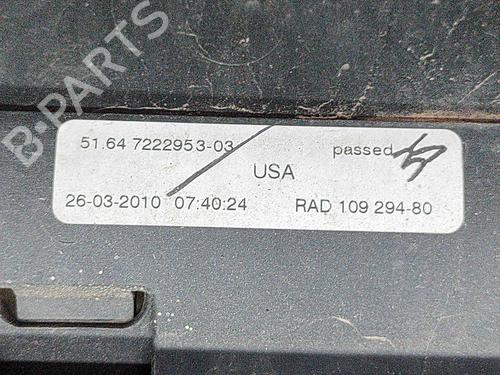 B-PARTS
51.64 7222953-03
passed
USA
26-03-2010 07:40:24
RAD 109 294-80